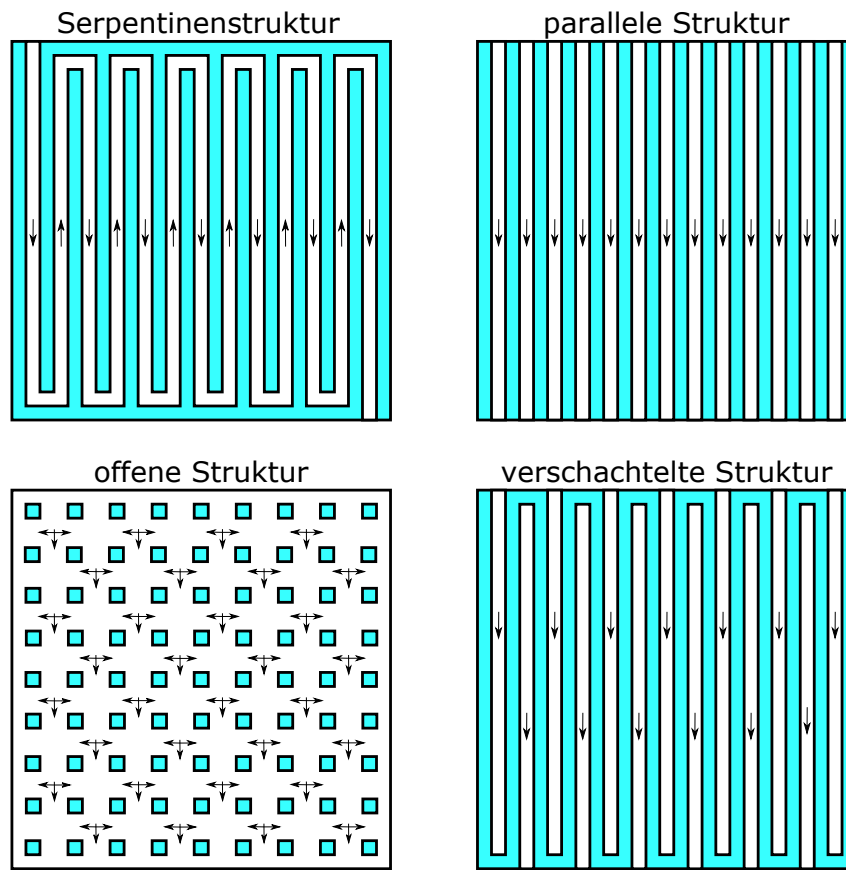 Serpentinenstruktur
parallele Struktur
offene Struktur
verschachtelte Struktur